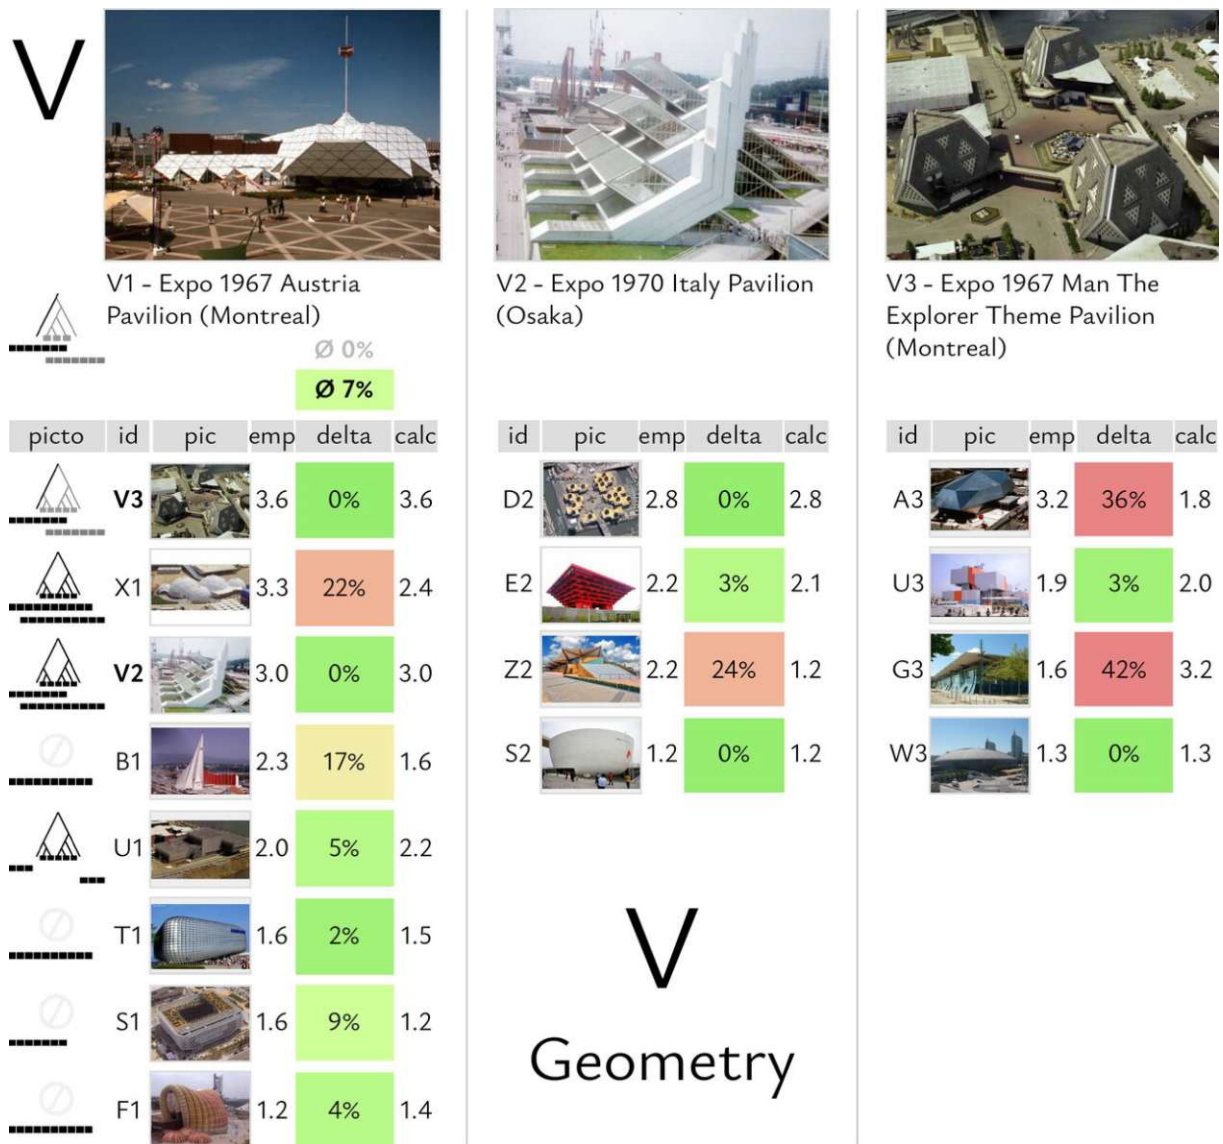 V
V1 - Expo 1967 Austria
Pavilion (Montreal)
Ø 0%
Ø 7%
picto id pic emp delta calc
V3 3.6 0% 3.6
X1 3.3 22% 2.4
V2 3.0 0% 3.0
B1 2.3 17% 1.6
U1 2.0 5% 2.2
T1 1.6 2% 1.5
S1 1.6 9% 1.2
F1 1.2 4% 1.4
V2 - Expo 1970 Italy Pavilion
(Osaka)
id pic emp delta calc
D2 2.8 0% 2.8
E2 2.2 3% 2.1
Z2 2.2 24% 1.2
S2 1.2 0% 1.2
V
Geometry
V3 - Expo 1967 Man The
Explorer Theme Pavilion
(Montreal)
id pic emp delta calc
A3 3.2 36% 1.8
U3 1.9 3% 2.0
G3 1.6 42% 3.2
W3 1.3 0% 1.3